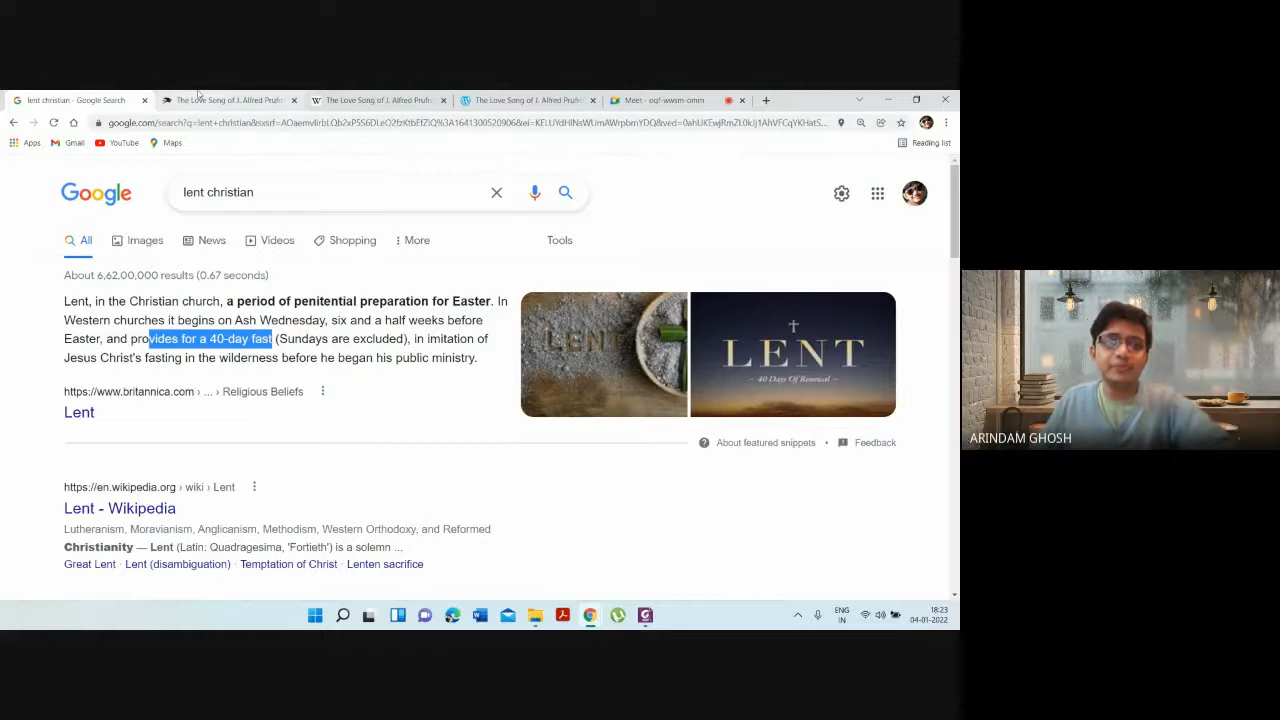 lent christian - Google Search
The Love Song of J. Alfred Prufr
The Love Song of J. Alfred Prufr
The Love Song of J. Alfred Prufr
Meet - oqf-wwsm-omm
Apps
Gmail
YouTube
Maps
Reading list
Google
lent christian
All
Images
News
Videos
Shopping
More
Tools
About 6,62,00,000 results (0.67 seconds)
Lent, in the Christian church, a period of penitential preparation for Easter. In
Western churches it begins on Ash Wednesday, six and a half weeks before
Easter, and provides for a 40-day fast (Sundays are excluded), in imitation of
Jesus Christ's fasting in the wilderness before he began his public ministry.
LENT
LENT
40 Days Of Renewal
https://www.britannica.com › ... › Religious Beliefs
Lent
About featured snippets
Feedback
https://en.wikipedia.org › wiki › Lent
Lent - Wikipedia
Lutheranism, Moravianism, Anglicanism, Methodism, Western Orthodoxy, and Reformed
Christianity — Lent (Latin: Quadragesima, 'Fortieth') is a solemn ...
Great Lent · Lent (disambiguation) · Temptation of Christ · Lenten sacrifice
ENG
IN
18:23
04-01-2022
ARINDAM GHOSH